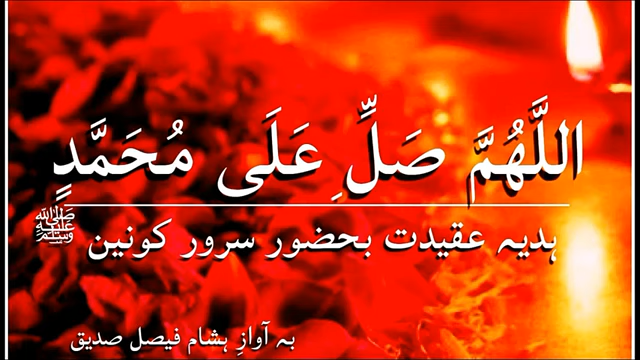 اللَّهُمَّ صَلِّ عَلَى مُحَمَّدٍ
ہدیہ عقیدت بحضور سرور کونین ﷺ
بہ آوازِ ہشام فیصل صدیق